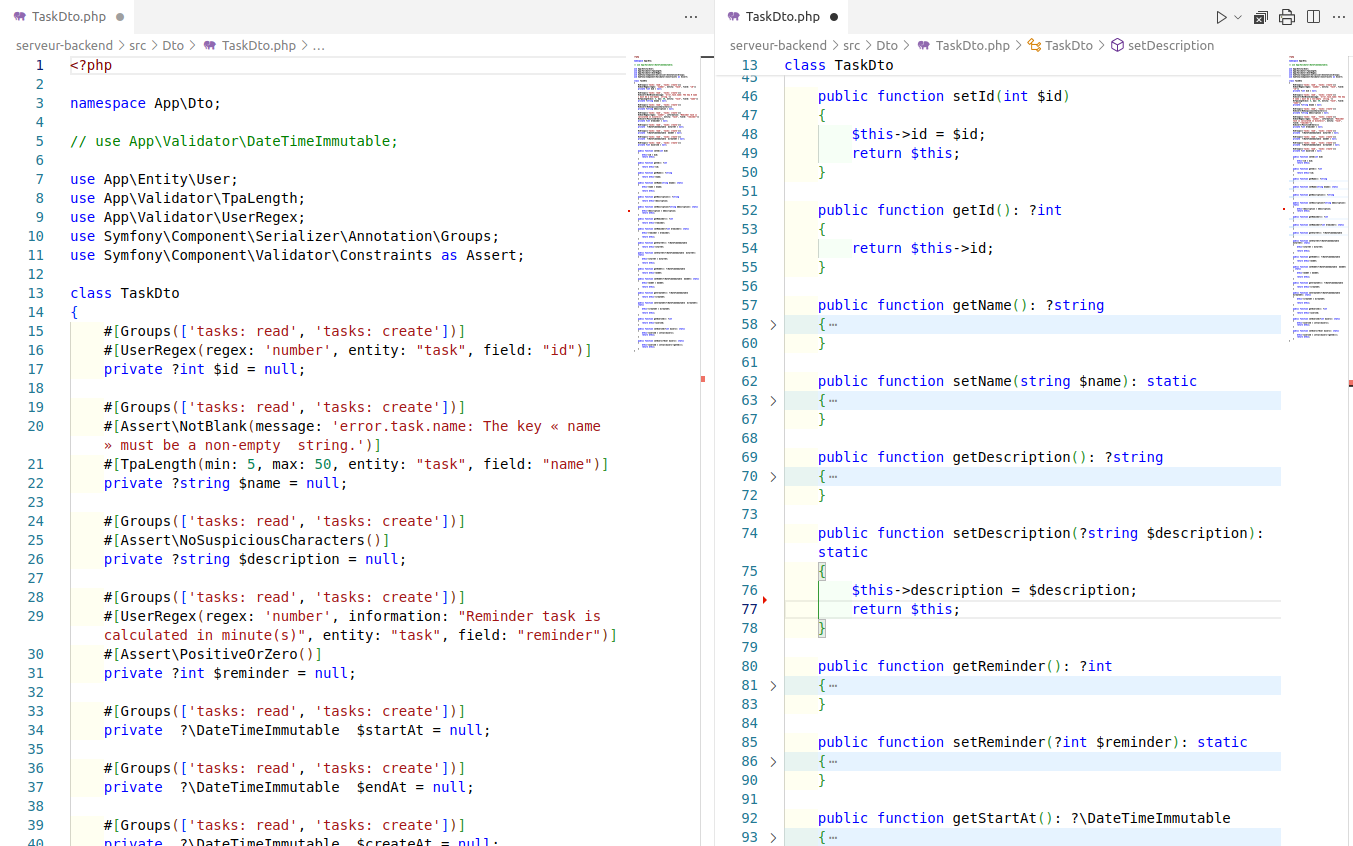 TaskDto.php
serveur-backend > src > Dto > TaskDto.php > ...
1 <?php
2
3 namespace App\Dto;
4
5 // use App\Validator\DateTimeImmutable;
6
7 use App\Entity\User;
8 use App\Validator\TpaLength;
9 use App\Validator\UserRegex;
10 use Symfony\Component\Serializer\Annotation\Groups;
11 use Symfony\Component\Validator\Constraints as Assert;
12
13 class TaskDto
14 {
15 #[Groups(['tasks: read', 'tasks: create'])]
16 #[UserRegex(regex: 'number', entity: "task", field: "id")]
17 private ?int $id = null;
18
19 #[Groups(['tasks: read', 'tasks: create'])]
20 #[Assert\NotBlank(message: 'error.task.name: The key « name
» must be a non-empty  string.')]
21 #[TpaLength(min: 5, max: 50, entity: "task", field: "name")]
22 private ?string $name = null;
23
24 #[Groups(['tasks: read', 'tasks: create'])]
25 #[Assert\NoSuspiciousCharacters()]
26 private ?string $description = null;
27
28 #[Groups(['tasks: read', 'tasks: create'])]
29 #[UserRegex(regex: 'number', information: "Reminder task is
calculated in minute(s)", entity: "task", field: "reminder")]
30 #[Assert\PositiveOrZero()]
31 private ?int $reminder = null;
32
33 #[Groups(['tasks: read', 'tasks: create'])]
34 private  ?\DateTimeImmutable  $startAt = null;
35
36 #[Groups(['tasks: read', 'tasks: create'])]
37 private  ?\DateTimeImmutable  $endAt = null;
38
39 #[Groups(['tasks: read', 'tasks: create'])]
40 private  ?\DateTimeImmutable  $createAt = null;
TaskDto.php
serveur-backend > src > Dto > TaskDto.php > TaskDto > setDescription
13 class TaskDto
45
46 public function setId(int $id)
47 {
48 $this->id = $id;
49 return $this;
50 }
51
52 public function getId(): ?int
53 {
54 return $this->id;
55 }
56
57 public function getName(): ?string
58 {⋯
60 }
61
62 public function setName(string $name): static
63 {⋯
67 }
68
69 public function getDescription(): ?string
70 {⋯
72 }
73
74 public function setDescription(?string $description):
static
75 {
76 $this->description = $description;
77 return $this;
78 }
79
80 public function getReminder(): ?int
81 {⋯
83 }
84
85 public function setReminder(?int $reminder): static
86 {⋯
90 }
91
92 public function getStartAt(): ?\DateTimeImmutable
93 {⋯